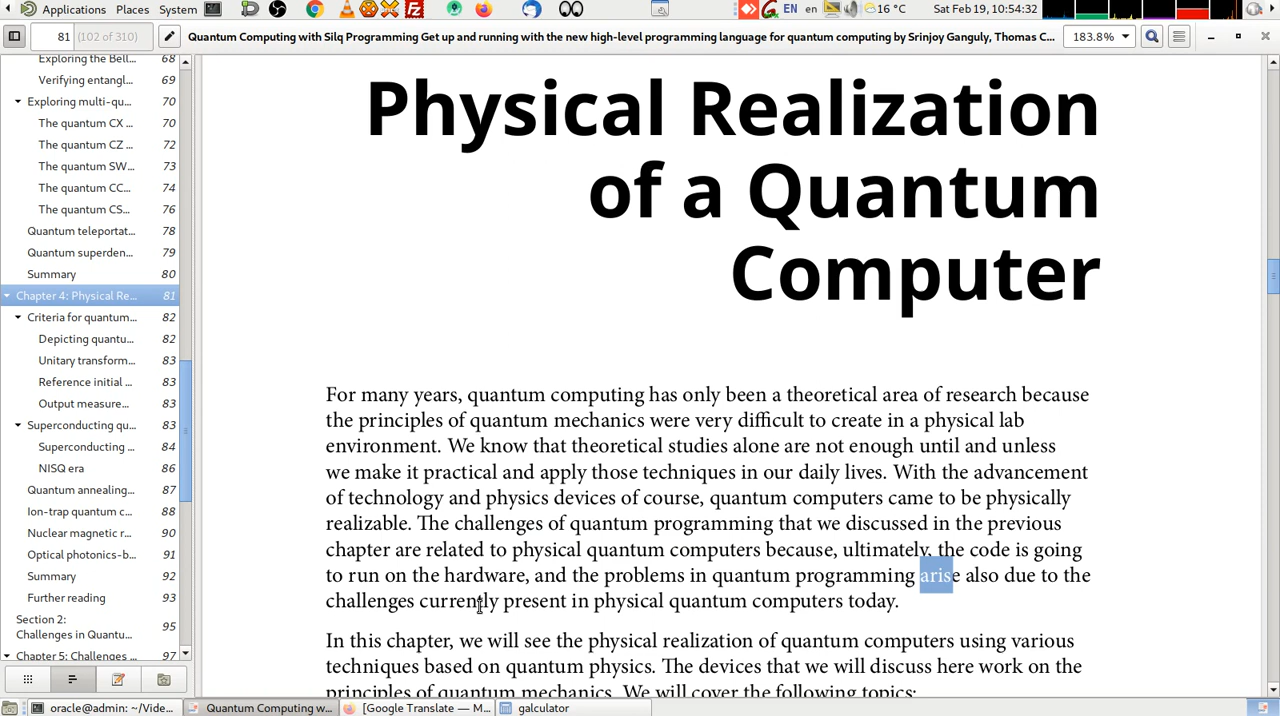 Applications Places System EN en 16 °C Sat Feb 19, 10:54:32
81 (102 of 310) Quantum Computing with Silq Programming Get up and running with the new high-level programming language for quantum computing by Srinjoy Ganguly, Thomas C... 183.8%
Exploring the Bell... 68
Verifying entangl... 69
Exploring multi-qu... 70
The quantum CX ... 70
The quantum CZ ... 72
The quantum SW... 73
The quantum CC... 74
The quantum CS... 76
Quantum teleportat... 78
Quantum superden... 79
Summary 80
Chapter 4: Physical Re... 81
Criteria for quantum... 82
Depicting quantu... 82
Unitary transform... 83
Reference initial ... 83
Output measure... 83
Superconducting qu... 83
Superconducting ... 84
NISQ era 86
Quantum annealing... 87
Ion-trap quantum c... 88
Nuclear magnetic r... 90
Optical photonics-b... 91
Summary 92
Further reading 93
Section 2:
Challenges in Quantu... 95
Chapter 5: Challenges ... 97
Physical Realization
of a Quantum
Computer
For many years, quantum computing has only been a theoretical area of research because
the principles of quantum mechanics were very difficult to create in a physical lab
environment. We know that theoretical studies alone are not enough until and unless
we make it practical and apply those techniques in our daily lives. With the advancement
of technology and physics devices of course, quantum computers came to be physically
realizable. The challenges of quantum programming that we discussed in the previous
chapter are related to physical quantum computers because, ultimately, the code is going
to run on the hardware, and the problems in quantum programming arise also due to the
challenges currently present in physical quantum computers today.
In this chapter, we will see the physical realization of quantum computers using various
techniques based on quantum physics. The devices that we will discuss here work on the
principles of quantum mechanics. We will cover the following topics:
oracle@admin: ~/Vide... Quantum Computing w... [Google Translate — M... galculator